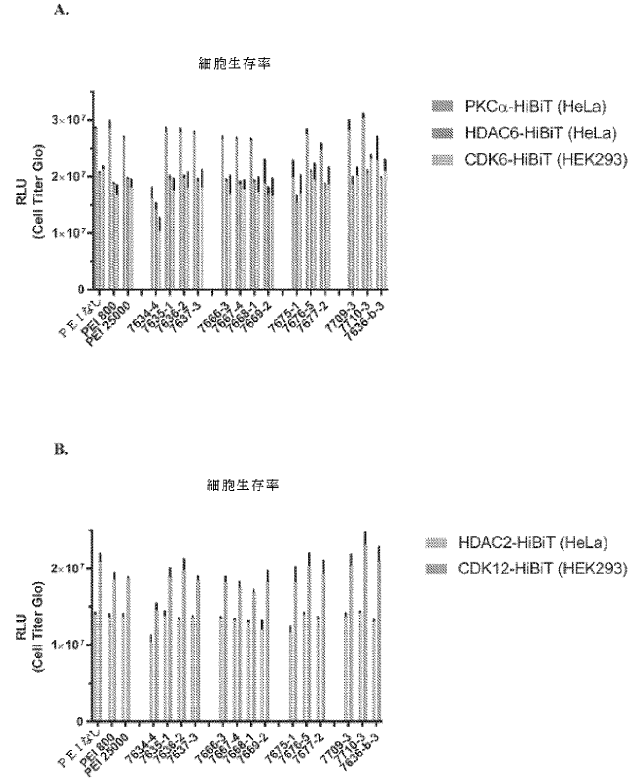 A.
細胞生存率
PKCα-HiBiT (HeLa)
HDAC6-HiBiT (HeLa)
CDK6-HiBiT (HEK293)
RLU
(Cell Titer Glo)
3×10⁷
2×10⁷
1×10⁷
0
PEIなし
PEI 800
PEI 25000
7634-4
7635-1
7636-2
7637-3
7666-3
7667-4
7668-1
7669-2
7675-1
7676-5
7677-2
7709-3
7710-3
7636-b-3
B.
細胞生存率
HDAC2-HiBiT (HeLa)
CDK12-HiBiT (HEK293)
RLU
(Cell Titer Glo)
2×10⁷
1×10⁷
0
PEIなし
PEI 800
PEI 25000
7634-4
7635-1
7636-2
7637-3
7666-3
7667-4
7668-1
7669-2
7675-1
7676-5
7677-2
7709-3
7710-3
7636-b-3